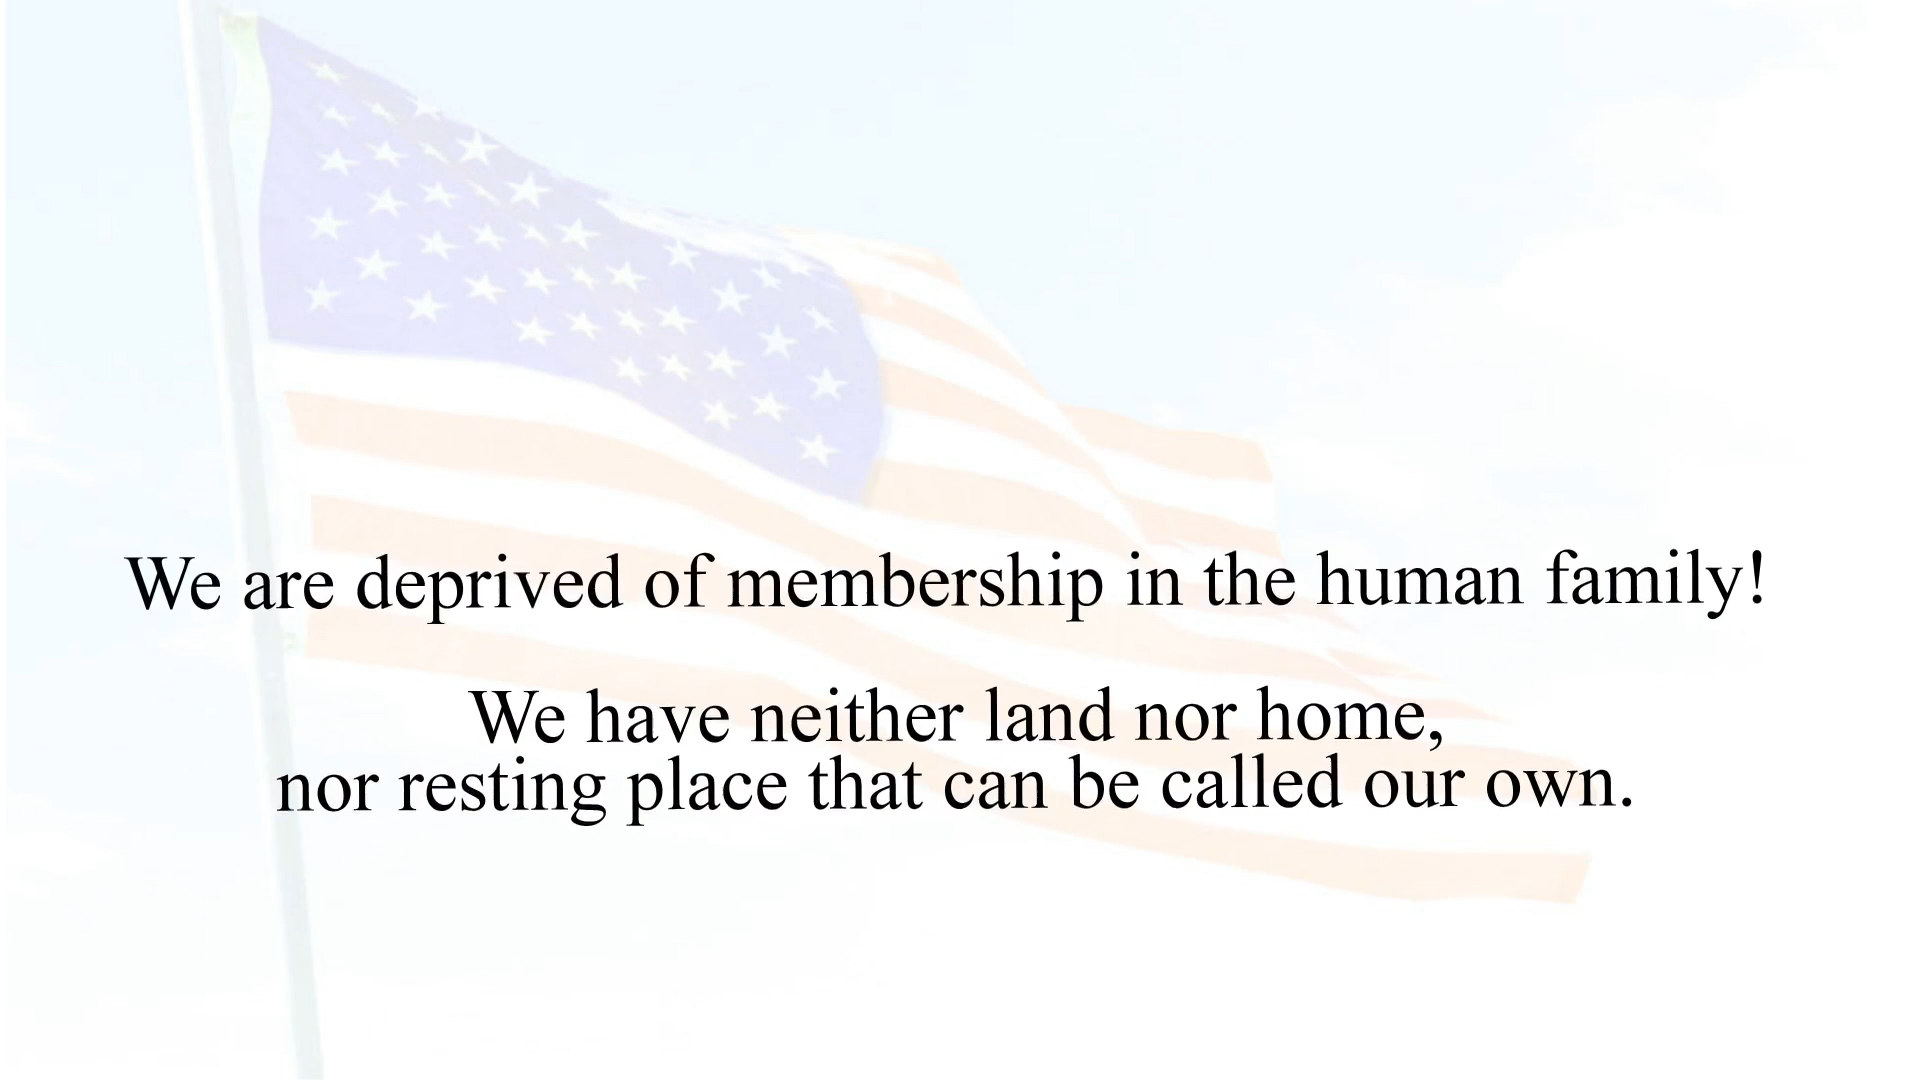 We are deprived of membership in the human family!
We have neither land nor home,
nor resting place that can be called our own.